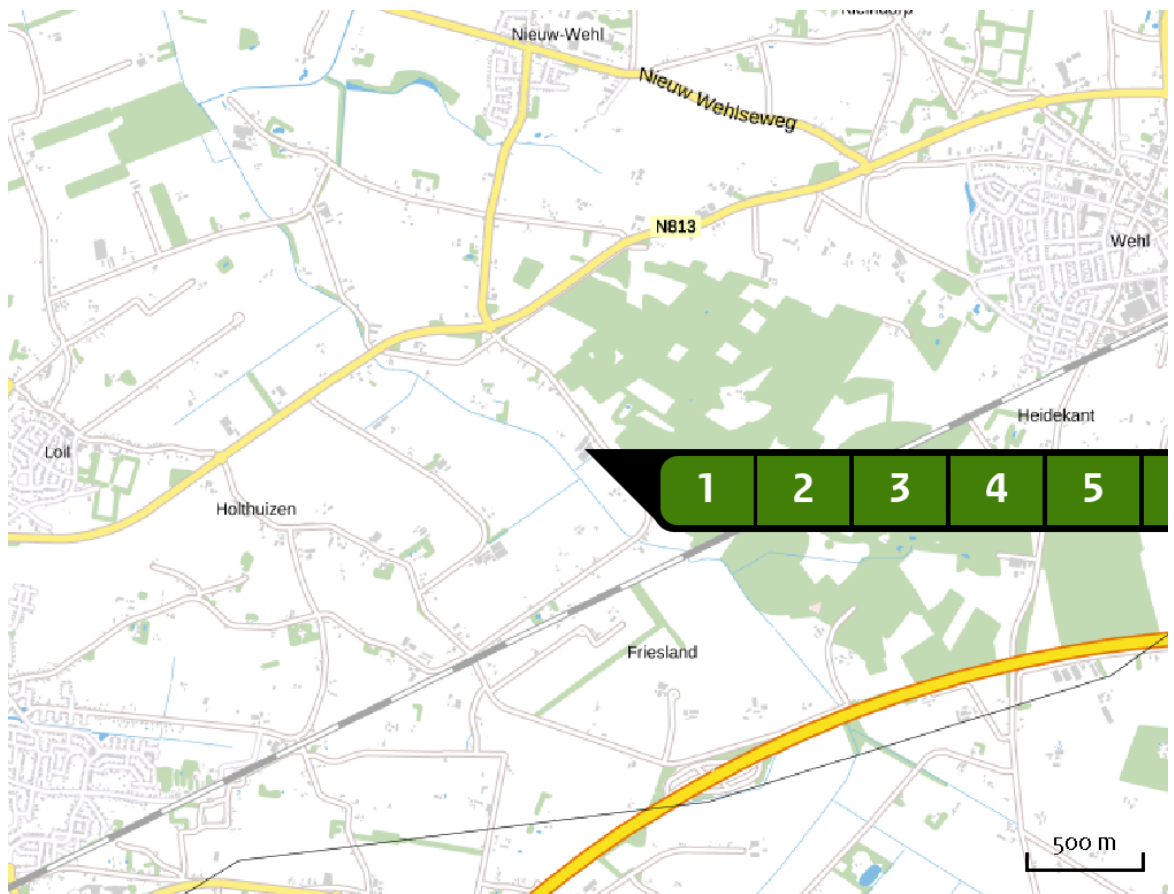 Nieuw-Wehl
Nieuw Wehlseweg
N813
Wehl
Heidekant
Loil
1 2 3 4 5
Holthuizen
Friesland
500 m